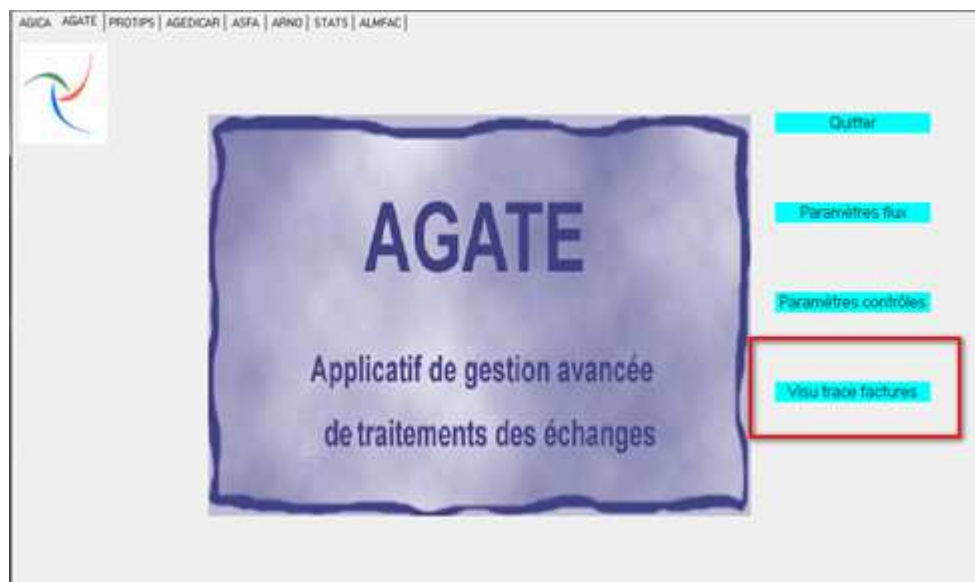 AGICA AGATE PROTIPS AGEDICAR ASFA ARNO STATS ALMFAC
Quitter
Paramètres flux
Paramètres contrôles
Visu trace factures
AGATE
Applicatif de gestion avancée
de traitements des échanges